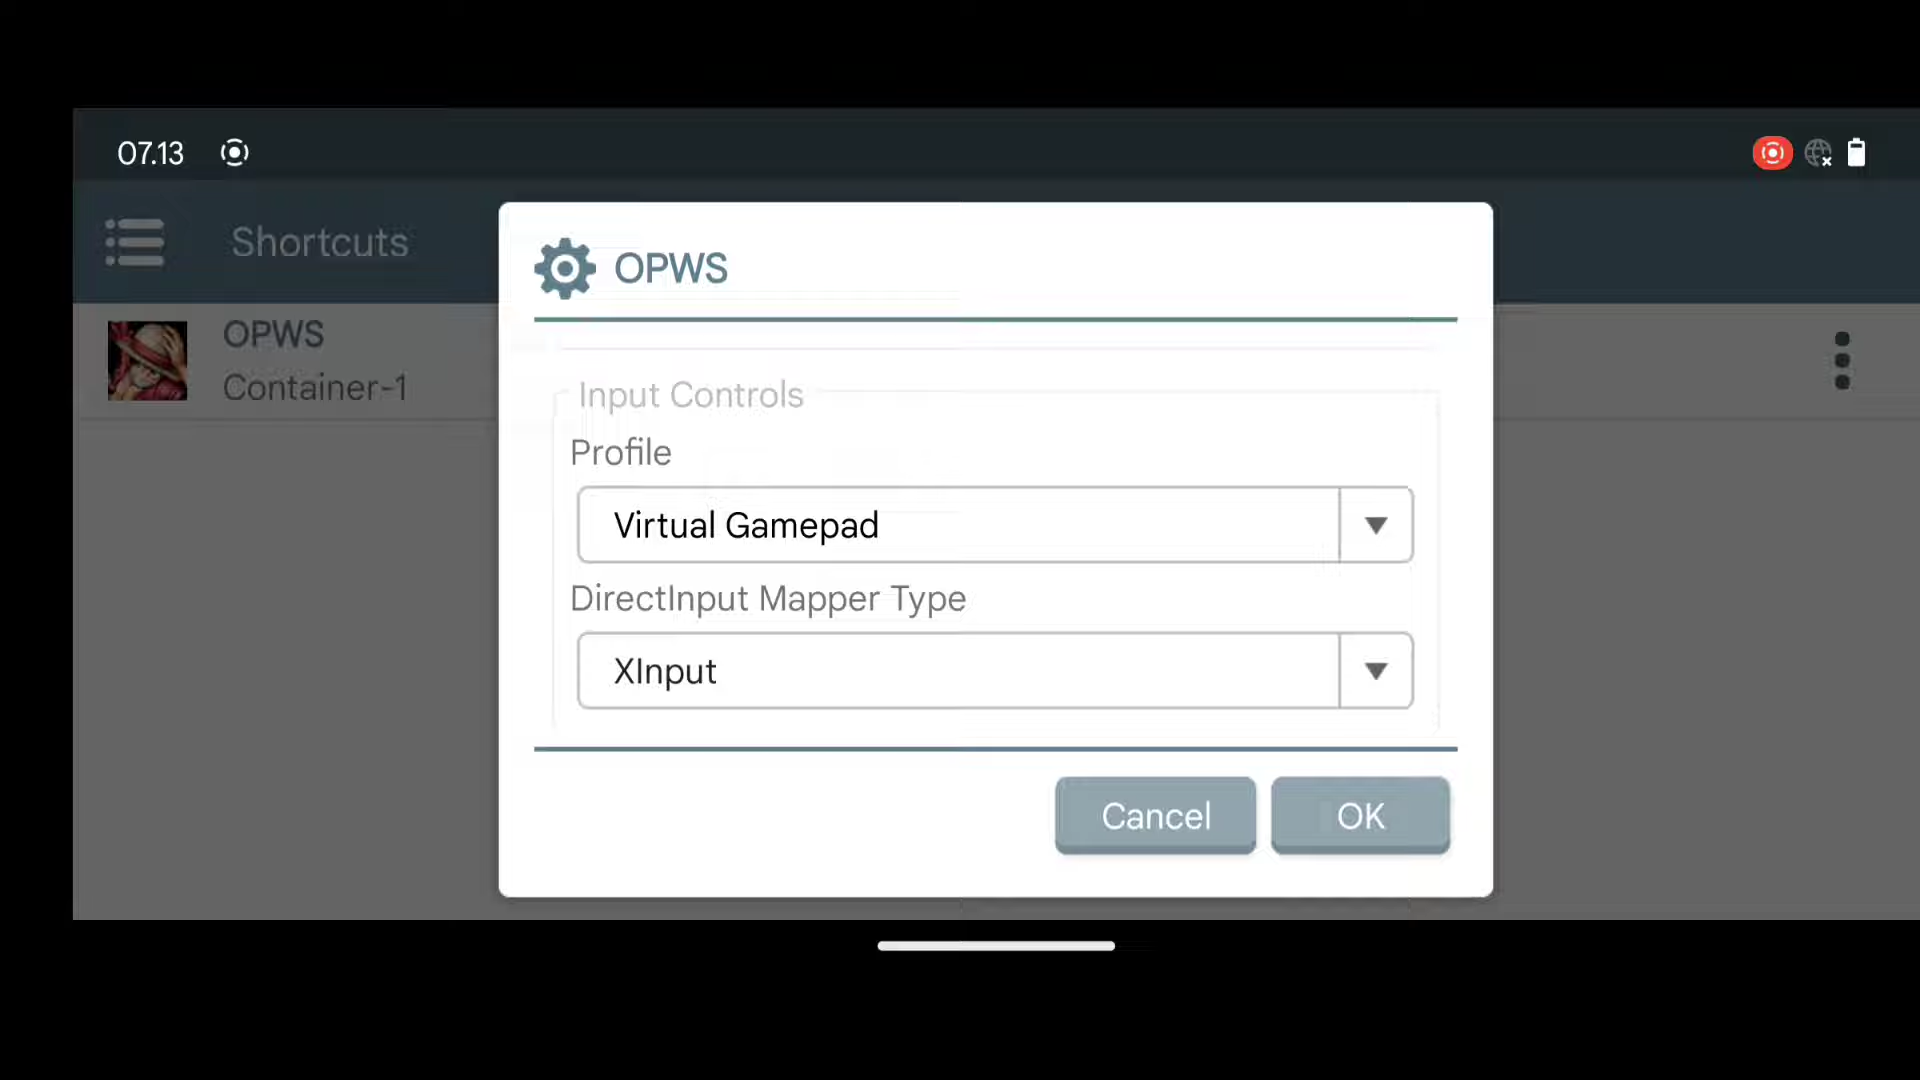 07.13
Shortcuts
OPWS
Container-1
OPWS
Input Controls
Profile
Virtual Gamepad
DirectInput Mapper Type
XInput
Cancel
OK